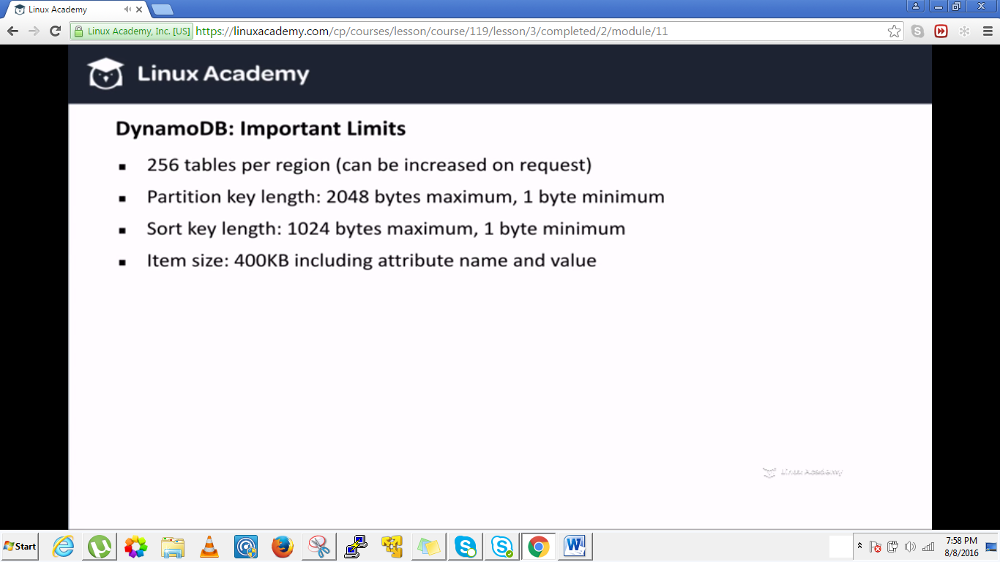 Linux Academy
Linux Academy, Inc. [US] https://linuxacademy.com/cp/courses/lesson/course/119/lesson/3/completed/2/module/11
Linux Academy
DynamoDB: Important Limits
▪ 256 tables per region (can be increased on request)
▪ Partition key length: 2048 bytes maximum, 1 byte minimum
▪ Sort key length: 1024 bytes maximum, 1 byte minimum
▪ Item size: 400KB including attribute name and value
Linux Academy
Start
7:58 PM
8/8/2016